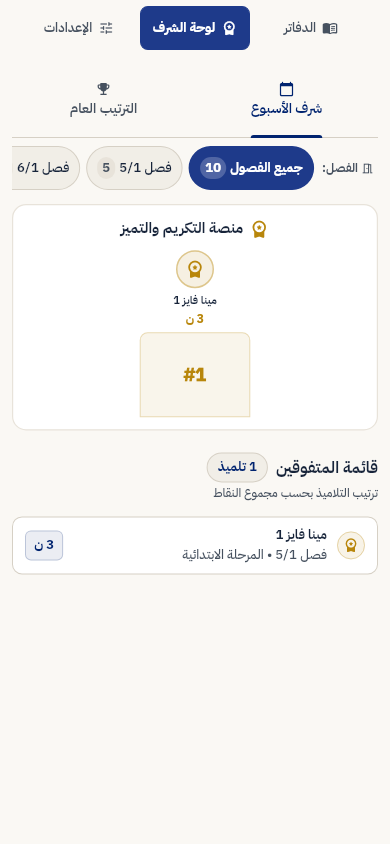 الدفاتر
لوحة الشرف
الإعدادات
شرف الأسبوع
الترتيب العام
الفصل:
جميع الفصول 10
فصل 5/1 5
فصل 6/1
منصة التكريم والتميز
مينا فايز 1
3 ن
#1
قائمة المتفوقين
1 تلميذ
ترتيب التلاميذ بحسب مجموع النقاط
مينا فايز 1
فصل 5/1 • المرحلة الابتدائية
3 ن